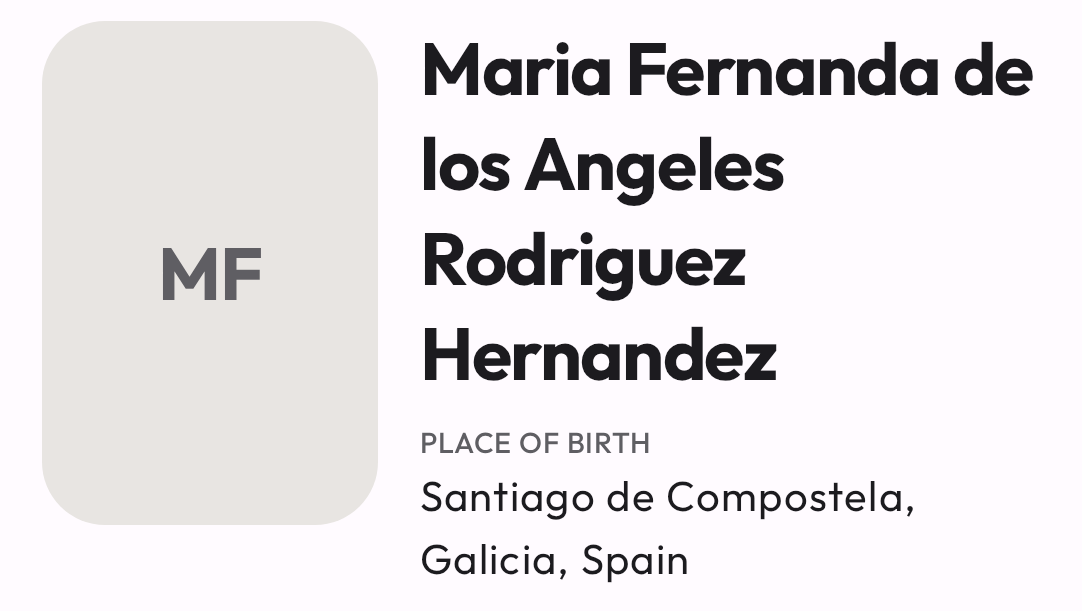 MF
Maria Fernanda de
los Angeles
Rodriguez
Hernandez
PLACE OF BIRTH
Santiago de Compostela,
Galicia, Spain